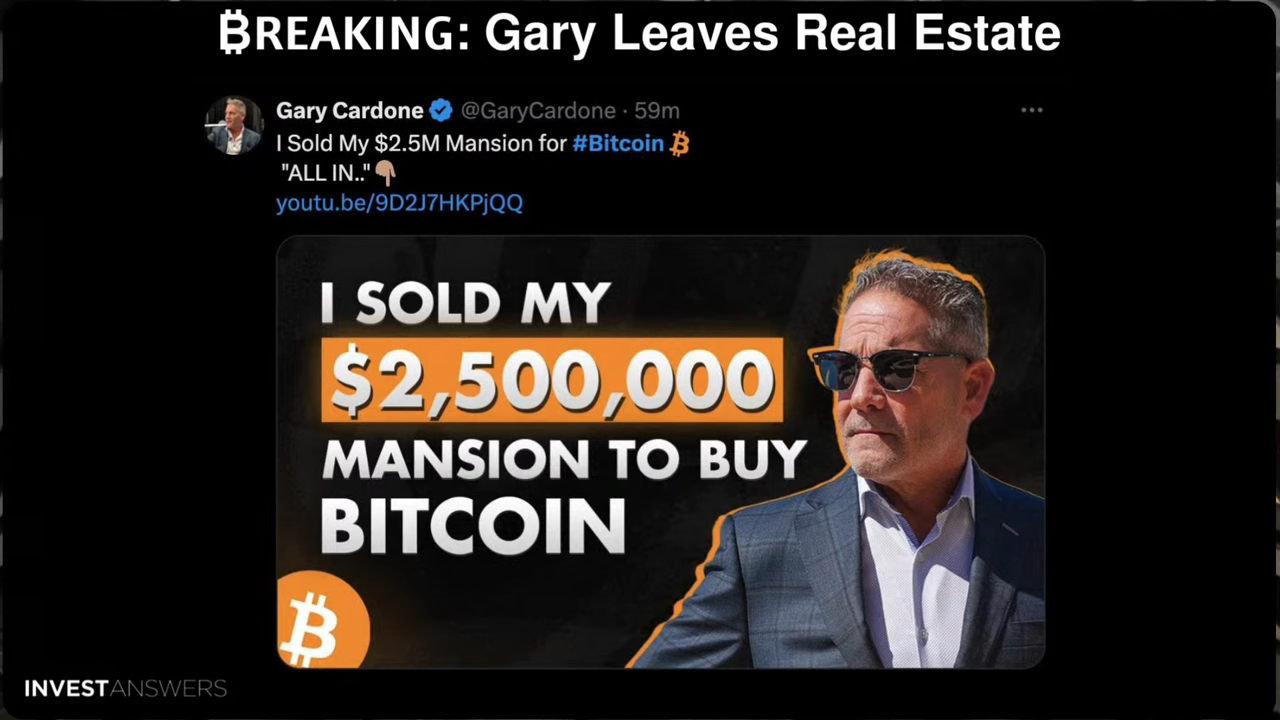 ₿REAKING: Gary Leaves Real Estate
Gary Cardone @GaryCardone · 59m
I Sold My $2.5M Mansion for #Bitcoin
"ALL IN.."
youtu.be/9D2J7HKPjQQ
I SOLD MY
$2,500,000
MANSION TO BUY
BITCOIN
INVESTANSWERS